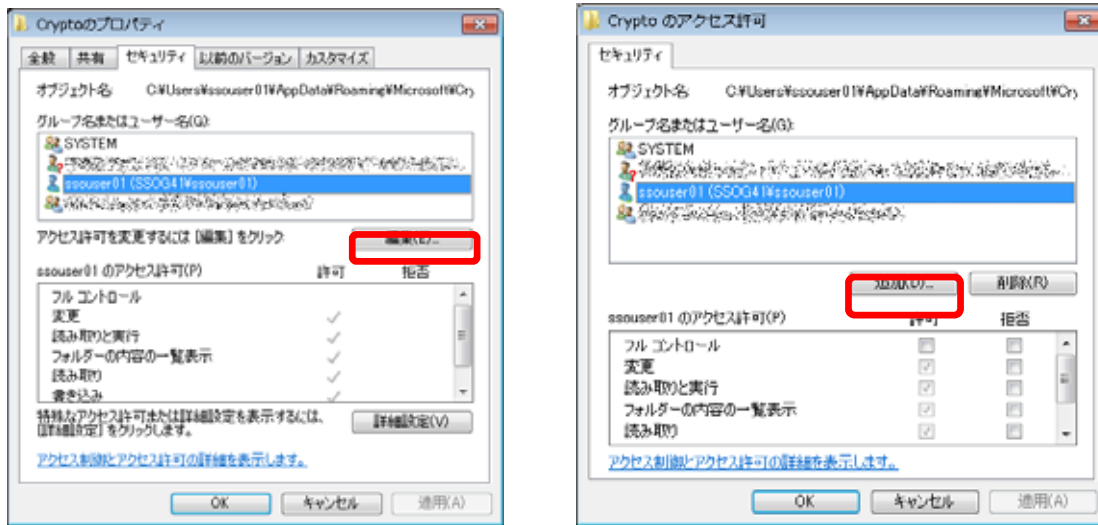 Cryptoのプロパティ
全般 共有 セキュリティ 以前のバージョン カスタマイズ
オブジェクト名: C:¥Users¥ssouser01¥AppData¥Roaming¥Microsoft¥Cry
グループ名またはユーザー名(G):
SYSTEM
ssouser01 (SSOG41¥ssouser01)
アクセス許可を変更するには [編集] をクリック
編集(E)...
ssouser01 のアクセス許可(P) 許可 拒否
フル コントロール
変更
読み取りと実行
フォルダーの内容の一覧表示
読み取り
書き込み
特殊なアクセス許可または詳細設定を表示するには、
[詳細設定] をクリックします。
詳細設定(V)
アクセス制御とアクセス許可の詳細を表示します。
OK キャンセル 適用(A)
Crypto のアクセス許可
セキュリティ
オブジェクト名: C:¥Users¥ssouser01¥AppData¥Roaming¥Microsoft¥Cry
グループ名またはユーザー名(G):
SYSTEM
ssouser01 (SSOG41¥ssouser01)
追加(D)... 削除(R)
ssouser01 のアクセス許可(P) 許可 拒否
フル コントロール
変更
読み取りと実行
フォルダーの内容の一覧表示
読み取り
アクセス制御とアクセス許可の詳細を表示します。
OK キャンセル 適用(A)